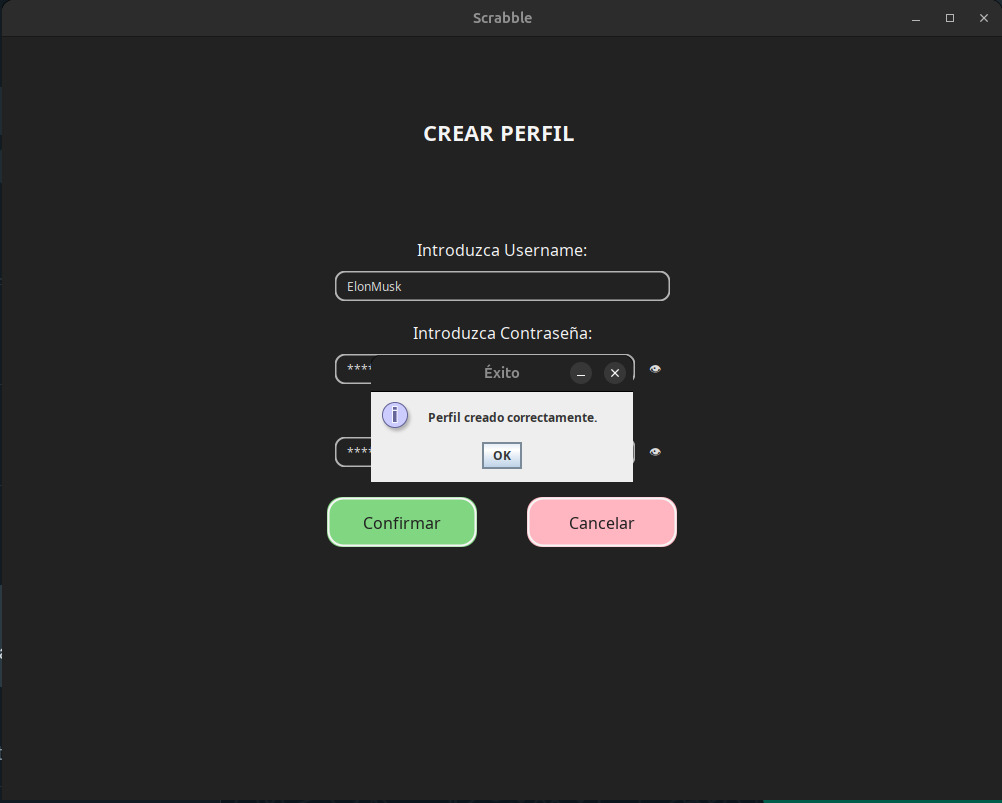 Scrabble
CREAR PERFIL
Introduzca Username:
ElonMusk
Introduzca Contraseña:
****
Éxito
Perfil creado correctamente.
****
OK
Confirmar
Cancelar